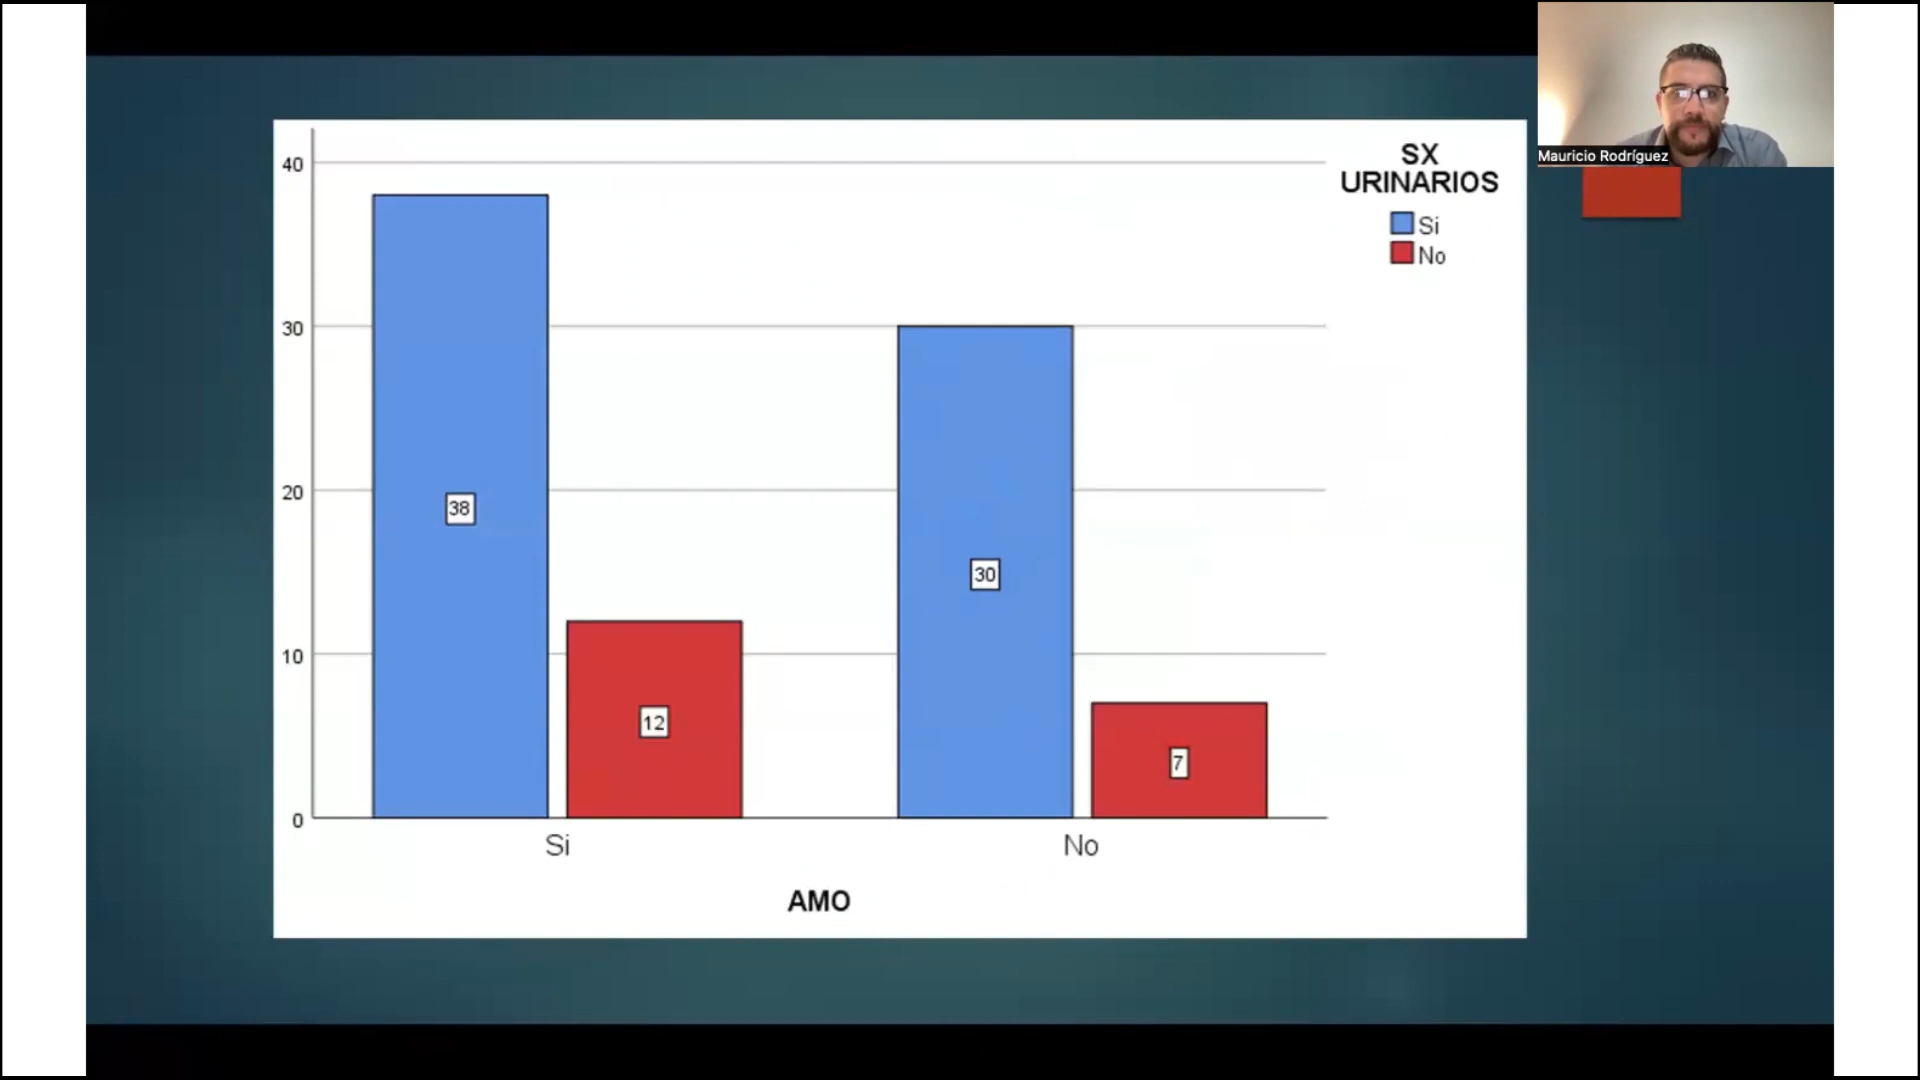 Mauricio Rodríguez
SX
URINARIOS
Si
No
40
30
20
10
0
38
12
30
7
Si
No
AMO